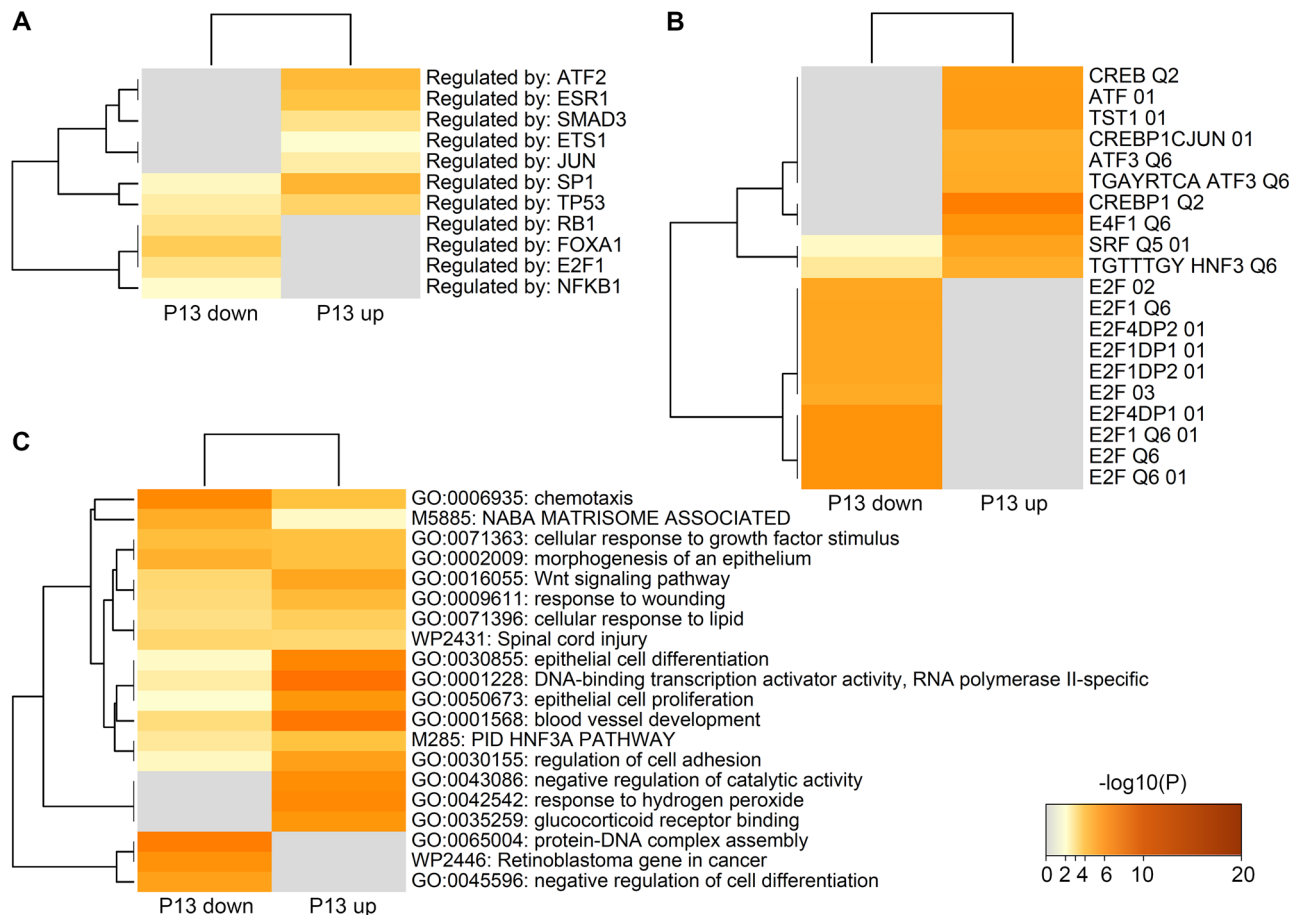 A
Regulated by: ATF2
Regulated by: ESR1
Regulated by: SMAD3
Regulated by: ETS1
Regulated by: JUN
Regulated by: SP1
Regulated by: TP53
Regulated by: RB1
Regulated by: FOXA1
Regulated by: E2F1
Regulated by: NFKB1
P13 down P13 up
B
CREB Q2
ATF 01
TST1 01
CREBP1CJUN 01
ATF3 Q6
TGAYRTCA ATF3 Q6
CREBP1 Q2
E4F1 Q6
SRF Q5 01
TGTTTGY HNF3 Q6
E2F 02
E2F1 Q6
E2F4DP2 01
E2F1DP1 01
E2F1DP2 01
E2F 03
E2F4DP1 01
E2F1 Q6 01
E2F Q6
E2F Q6 01
P13 down P13 up
C
GO:0006935: chemotaxis
M5885: NABA MATRISOME ASSOCIATED
GO:0071363: cellular response to growth factor stimulus
GO:0002009: morphogenesis of an epithelium
GO:0016055: Wnt signaling pathway
GO:0009611: response to wounding
GO:0071396: cellular response to lipid
WP2431: Spinal cord injury
GO:0030855: epithelial cell differentiation
GO:0001228: DNA-binding transcription activator activity, RNA polymerase II-specific
GO:0050673: epithelial cell proliferation
GO:0001568: blood vessel development
M285: PID HNF3A PATHWAY
GO:0030155: regulation of cell adhesion
GO:0043086: negative regulation of catalytic activity
GO:0042542: response to hydrogen peroxide
GO:0035259: glucocorticoid receptor binding
GO:0065004: protein-DNA complex assembly
WP2446: Retinoblastoma gene in cancer
GO:0045596: negative regulation of cell differentiation
P13 down P13 up
-log10(P)
0 2 4 6 10 20